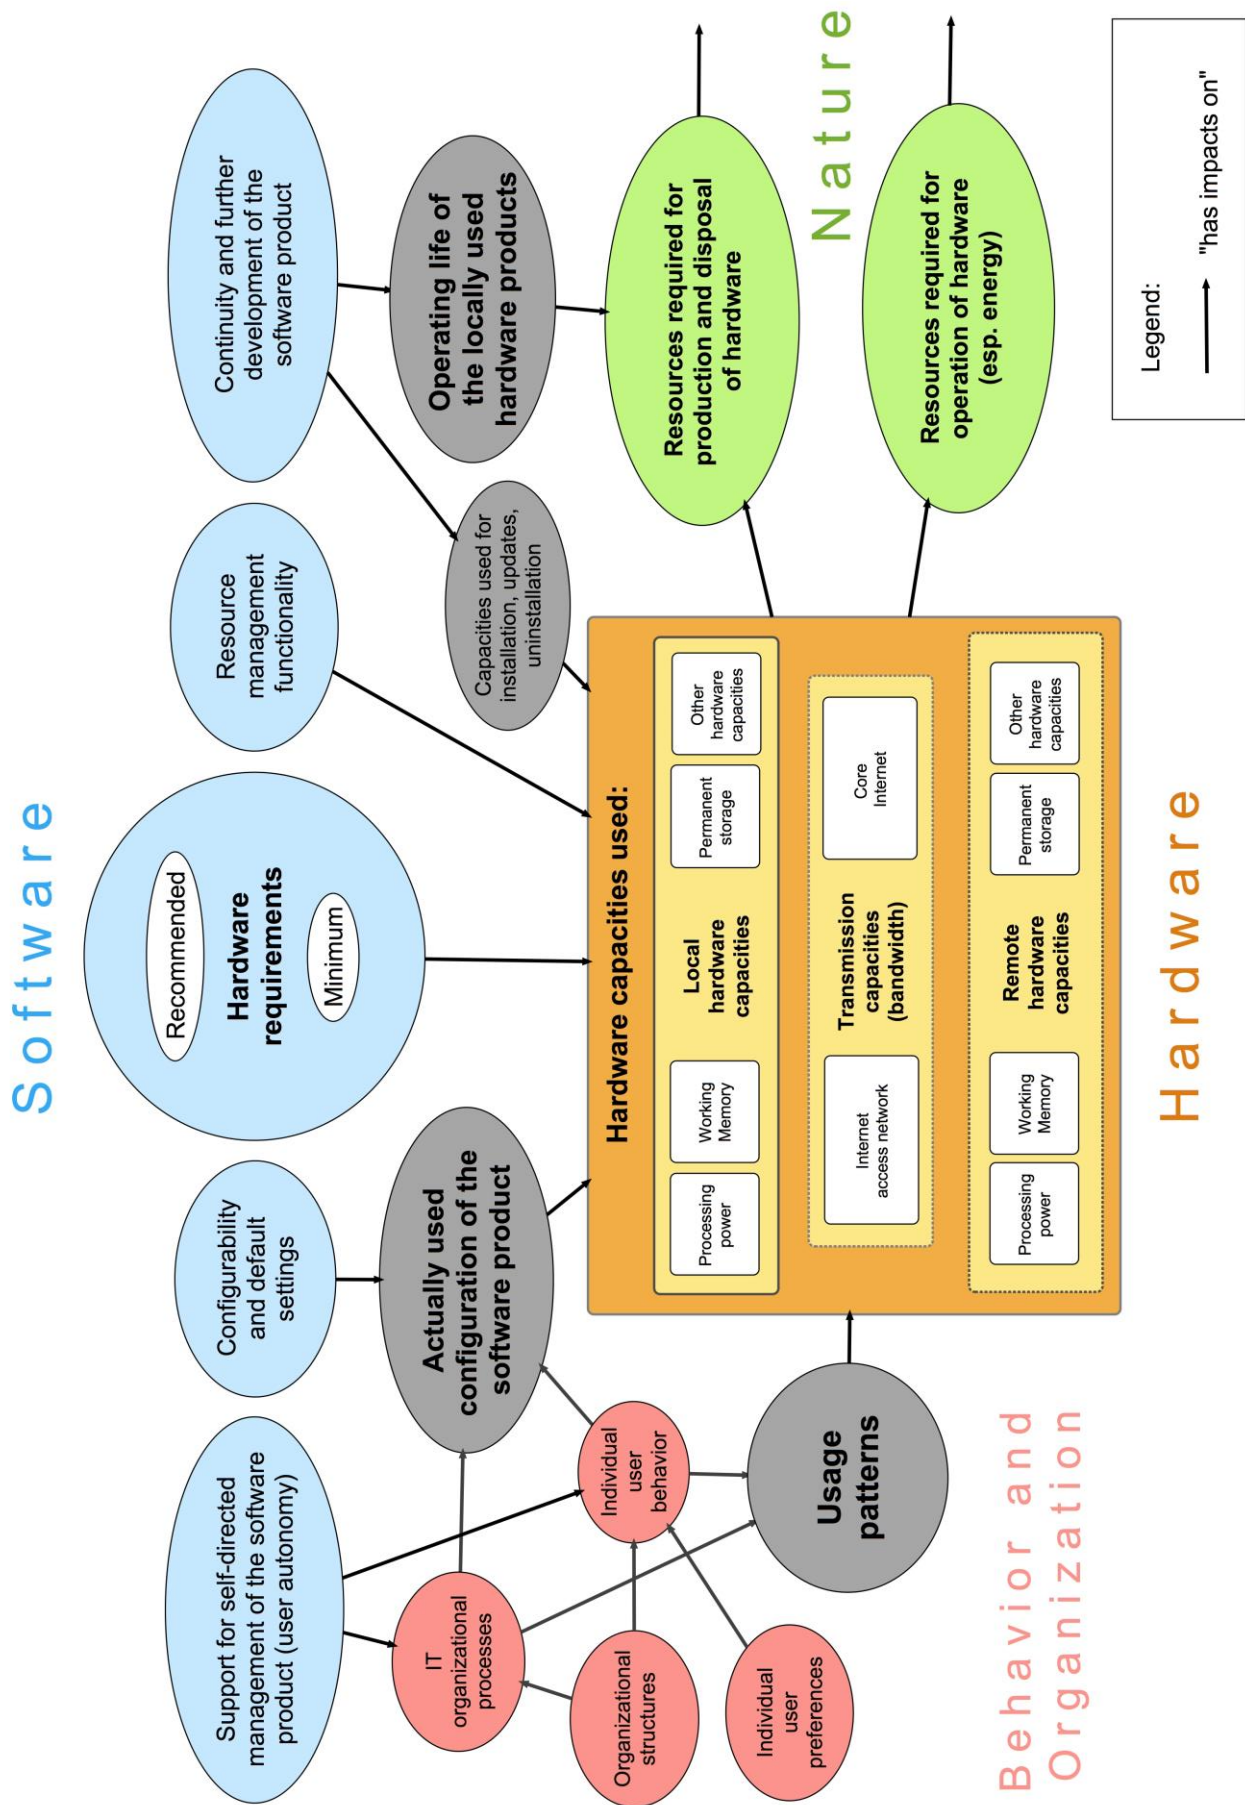 Software
Support for self-directed
management of the software
product (user autonomy)
Configurability
and default
settings
Recommended
Hardware
requirements
Minimum
Resource
management
functionality
Continuity and further
development of the
software product
IT
organizational
processes
Actually used
configuration of the
software product
Capacities used for
installation, updates,
uninstallation
Operating life of
the locally used
hardware products
Organizational
structures
Individual
user
behavior
Individual
user
preferences
Usage
patterns
Hardware capacities used:
Processing
power
Working
Memory
Local
hardware
capacities
Permanent
storage
Other
hardware
capacities
Internet
access network
Transmission
capacities
(bandwidth)
Core
Internet
Processing
power
Working
Memory
Remote
hardware
capacities
Permanent
storage
Other
hardware
capacities
Resources required for
production and disposal
of hardware
Nature
Resources required for
operation of hardware
(esp. energy)
Behavior and
Organization
Hardware
Legend:
"has impacts on"